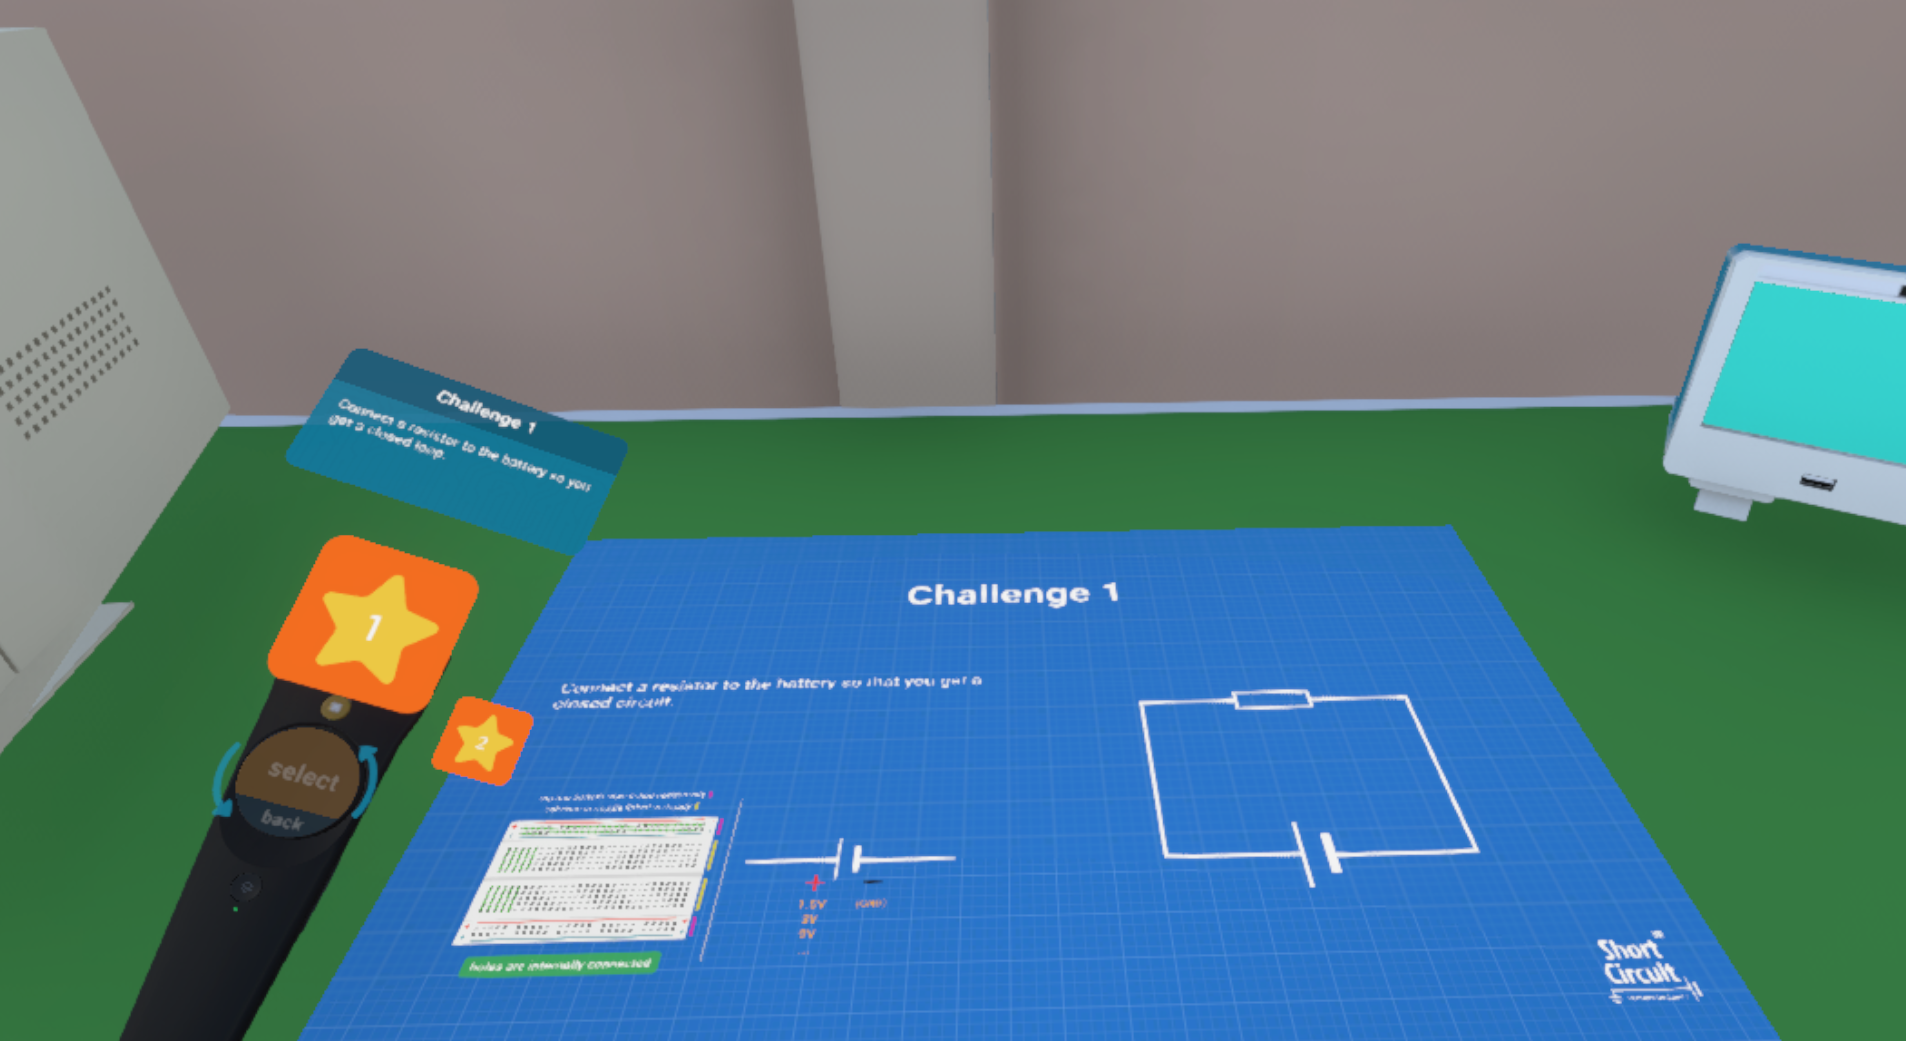 Challenge 1
Connect a resistor to the battery so you
get a closed loop.
1
2
select
back
Challenge 1
Connect a resistor to the battery so that you get a
closed circuit.
+
1.5V
(GND)
3V
9V
...
holes are internally connected
Short
Circuit